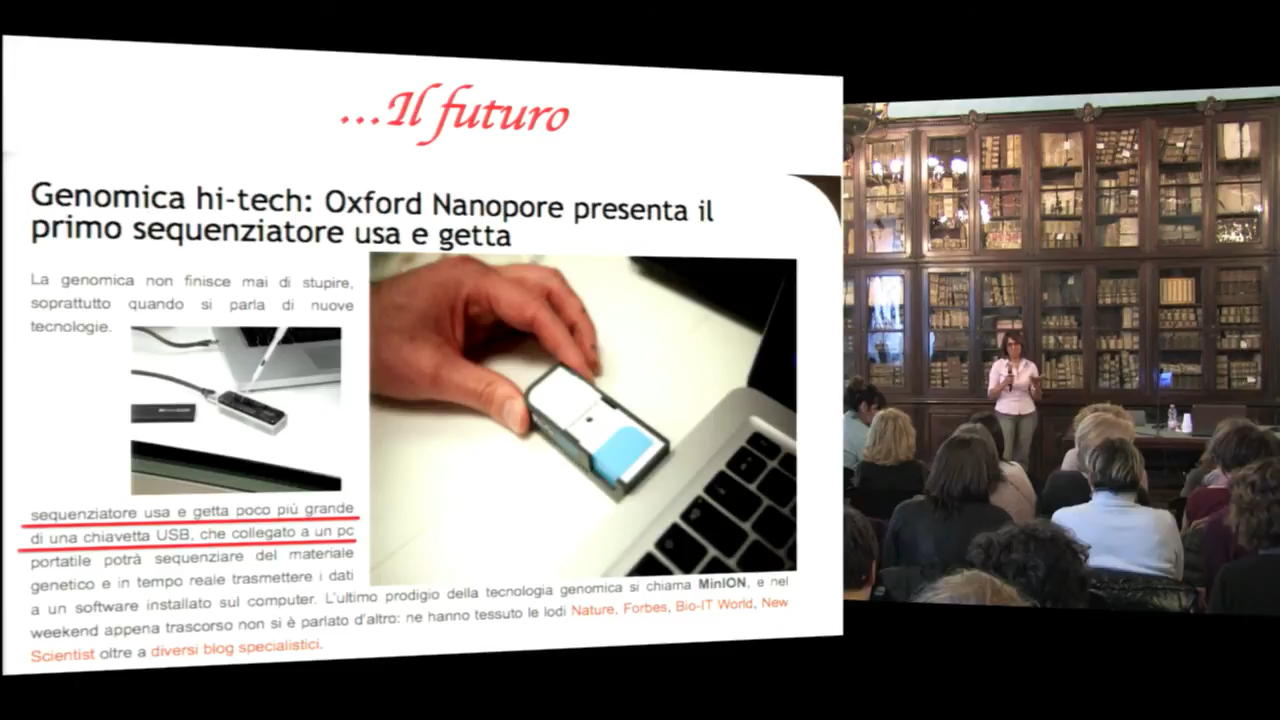 ...Il futuro
Genomica hi-tech: Oxford Nanopore presenta il
primo sequenziatore usa e getta
La genomica non finisce mai di stupire,
soprattutto quando si parla di nuove
tecnologie.
sequenziatore usa e getta poco più grande
di una chiavetta USB, che collegato a un pc
portatile potrà sequenziare del materiale
genetico e in tempo reale trasmettere i dati
a un software installato sul computer. L'ultimo prodigio della tecnologia genomica si chiama MinION, e nel
weekend appena trascorso non si è parlato d'altro: ne hanno tessuto le lodi Nature, Forbes, Bio-IT World, New
Scientist oltre a diversi blog specialistici.